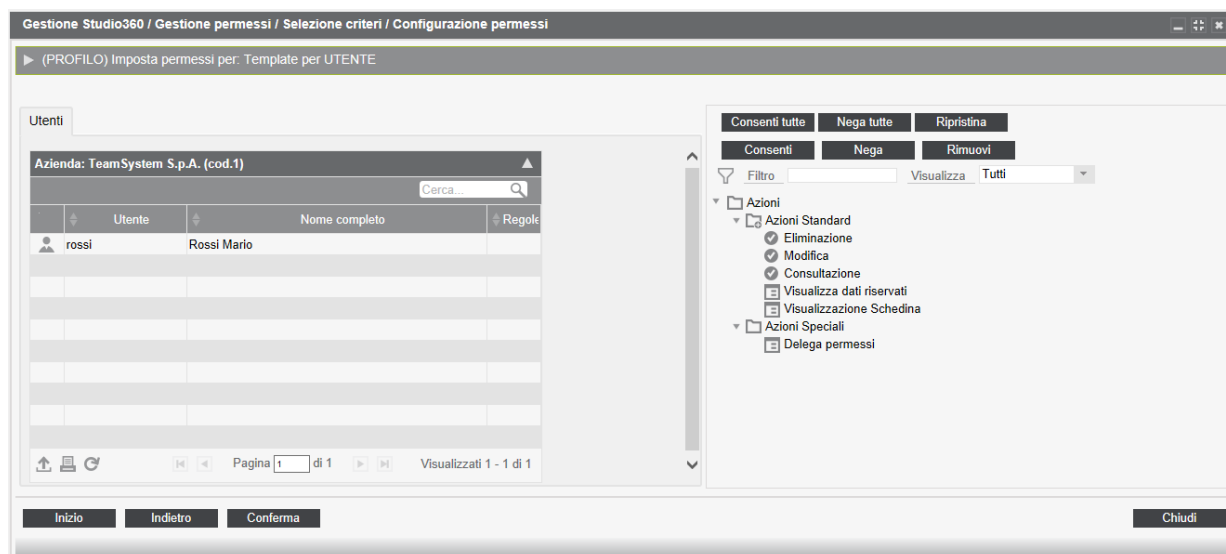 Gestione Studio360 / Gestione permessi / Selezione criteri / Configurazione permessi
(PROFILO) Imposta permessi per: Template per UTENTE
Utenti
Azienda: TeamSystem S.p.A. (cod.1)
Cerca...
Utente Nome completo Regole
rossi Rossi Mario
Pagina 1 di 1 Visualizzati 1 - 1 di 1
Consenti tutte Nega tutte Ripristina
Consenti Nega Rimuovi
Filtro Visualizza Tutti
Azioni
Azioni Standard
Eliminazione
Modifica
Consultazione
Visualizza dati riservati
Visualizzazione Schedina
Azioni Speciali
Delega permessi
Inizio Indietro Conferma Chiudi